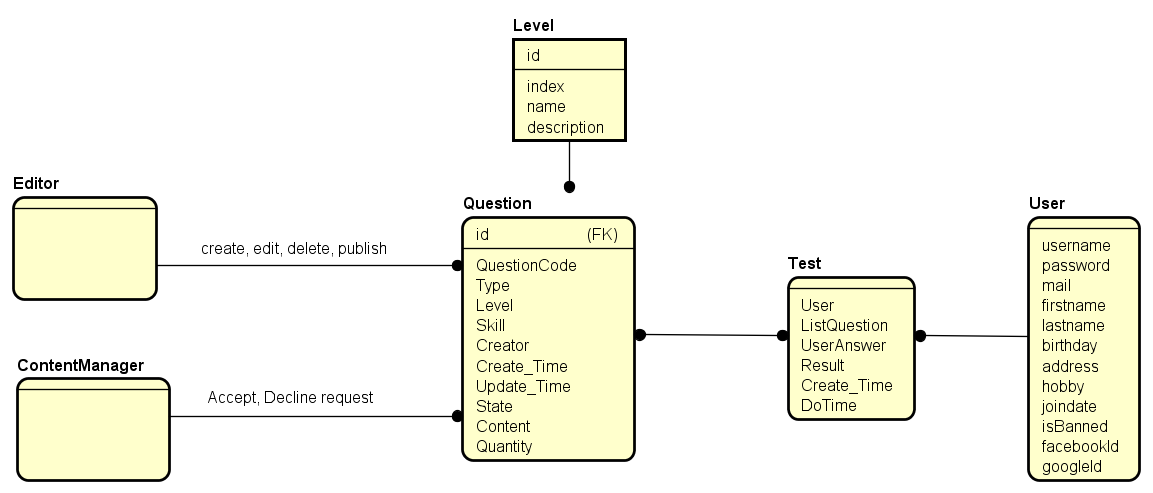 Level
id
index
name
description
Editor
create, edit, delete, publish
ContentManager
Accept, Decline request
Question
id (FK)
QuestionCode
Type
Level
Skill
Creator
Create_Time
Update_Time
State
Content
Quantity
Test
User
ListQuestion
UserAnswer
Result
Create_Time
DoTime
User
username
password
mail
firstname
lastname
birthday
address
hobby
joindate
isBanned
facebookId
googleId